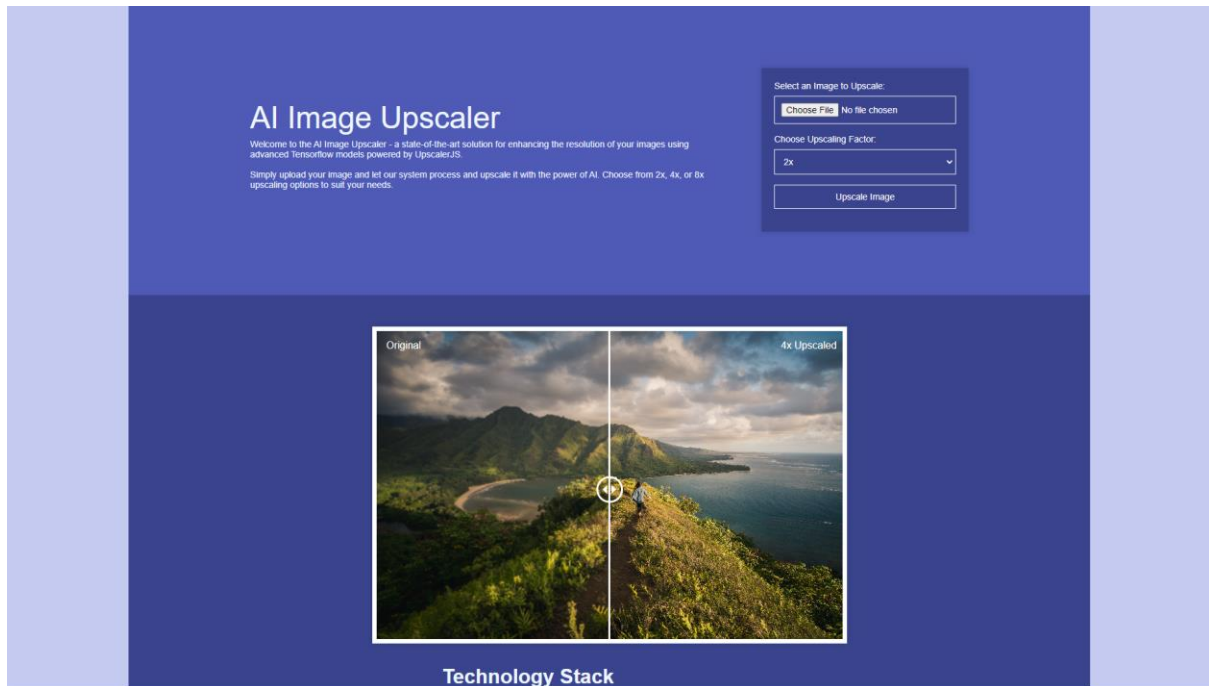 AI Image Upscaler
Welcome to the AI Image Upscaler - a state-of-the-art solution for enhancing the resolution of your images using
advanced Tensorflow models powered by UpscalerJS.
Simply upload your image and let our system process and upscale it with the power of AI. Choose from 2x, 4x, or 8x
upscaling options to suit your needs.
Select an Image to Upscale:
Choose File No file chosen
Choose Upscaling Factor:
2x
Upscale Image
Original
4x Upscaled
Technology Stack